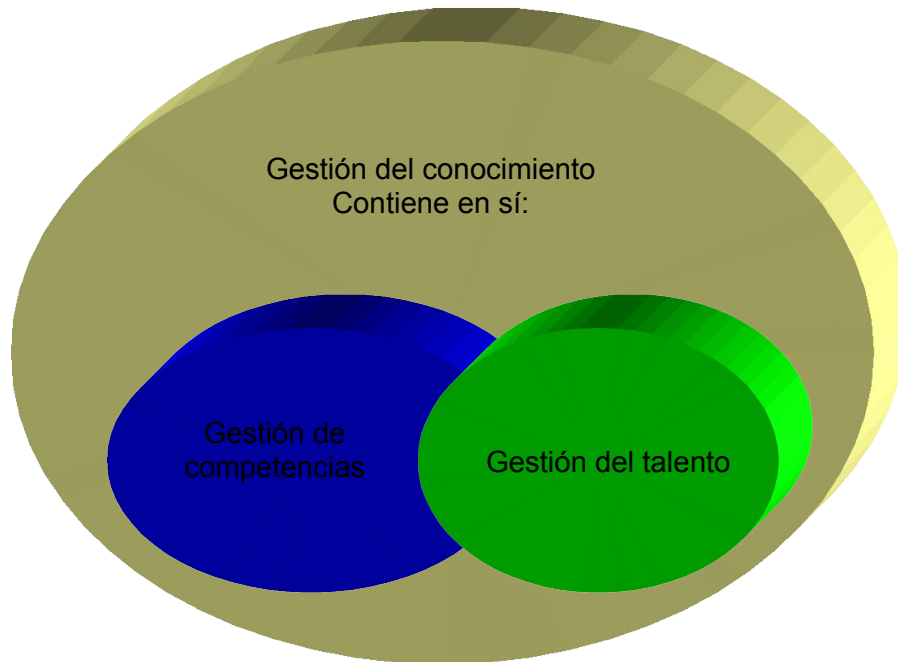 Gestión del conocimiento
Contiene en sí:
Gestión de
competencias
Gestión del talento